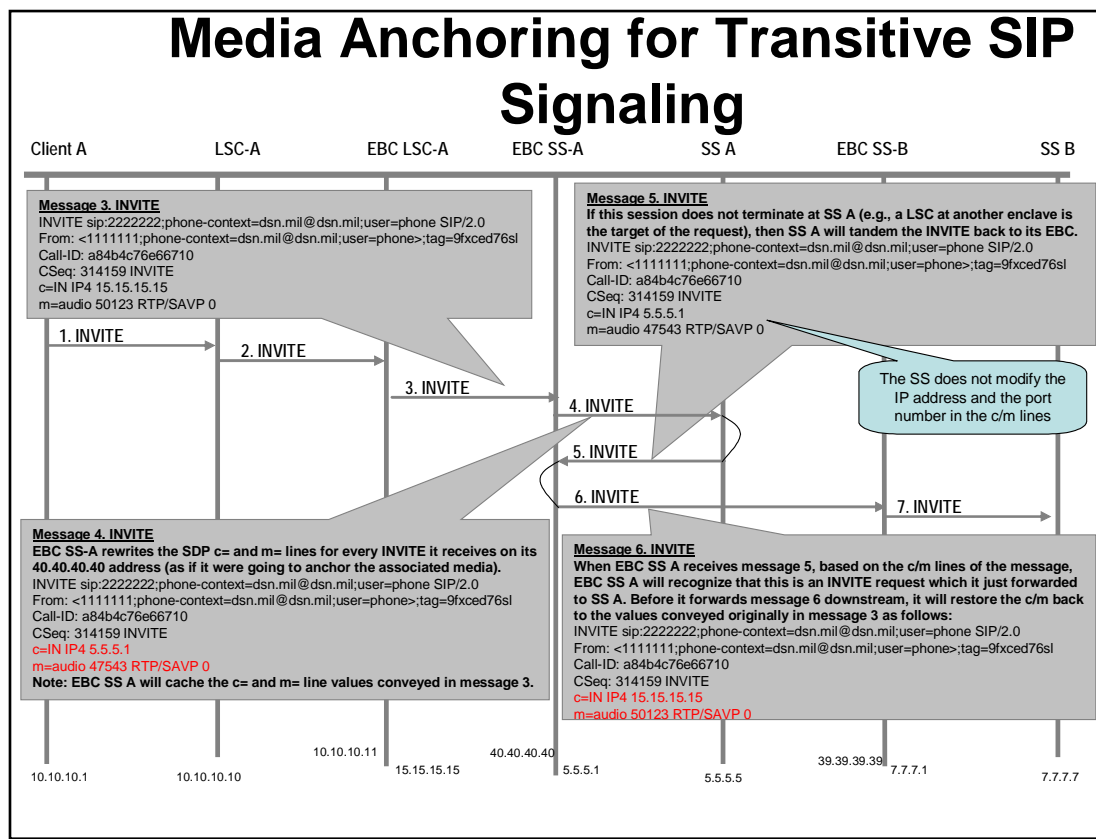 Media Anchoring for Transitive SIP
Signaling
Client A
LSC-A
EBC LSC-A
EBC SS-A
SS A
EBC SS-B
SS B
Message 3. INVITE
INVITE sip:2222222;phone-context=dsn.mil@dsn.mil;user=phone SIP/2.0
From: <1111111;phone-context=dsn.mil@dsn.mil;user=phone>;tag=9fxced76sl
Call-ID: a84b4c76e66710
CSeq: 314159 INVITE
c=IN IP4 15.15.15.15
m=audio 50123 RTP/SAVP 0
Message 5. INVITE
If this session does not terminate at SS A (e.g., a LSC at another enclave is
the target of the request), then SS A will tandem the INVITE back to its EBC.
INVITE sip:2222222;phone-context=dsn.mil@dsn.mil;user=phone SIP/2.0
From: <1111111;phone-context=dsn.mil@dsn.mil;user=phone>;tag=9fxced76sl
Call-ID: a84b4c76e66710
CSeq: 314159 INVITE
c=IN IP4 5.5.5.1
m=audio 47543 RTP/SAVP 0
1. INVITE
2. INVITE
3. INVITE
4. INVITE
5. INVITE
6. INVITE
7. INVITE
The SS does not modify the
IP address and the port
number in the c/m lines
Message 4. INVITE
EBC SS-A rewrites the SDP c= and m= lines for every INVITE it receives on its
40.40.40.40 address (as if it were going to anchor the associated media).
INVITE sip:2222222;phone-context=dsn.mil@dsn.mil;user=phone SIP/2.0
From: <1111111;phone-context=dsn.mil@dsn.mil;user=phone>;tag=9fxced76sl
Call-ID: a84b4c76e66710
CSeq: 314159 INVITE
c=IN IP4 5.5.5.1
m=audio 47543 RTP/SAVP 0
Note: EBC SS A will cache the c= and m= line values conveyed in message 3.
Message 6. INVITE
When EBC SS A receives message 5, based on the c/m lines of the message,
EBC SS A will recognize that this is an INVITE request which it just forwarded
to SS A. Before it forwards message 6 downstream, it will restore the c/m back
to the values conveyed originally in message 3 as follows:
INVITE sip:2222222;phone-context=dsn.mil@dsn.mil;user=phone SIP/2.0
From: <1111111;phone-context=dsn.mil@dsn.mil;user=phone>;tag=9fxced76sl
Call-ID: a84b4c76e66710
CSeq: 314159 INVITE
c=IN IP4 15.15.15.15
m=audio 50123 RTP/SAVP 0
10.10.10.1
10.10.10.10
10.10.10.11
15.15.15.15
40.40.40.40
5.5.5.1
5.5.5.5
39.39.39.39
7.7.7.1
7.7.7.7